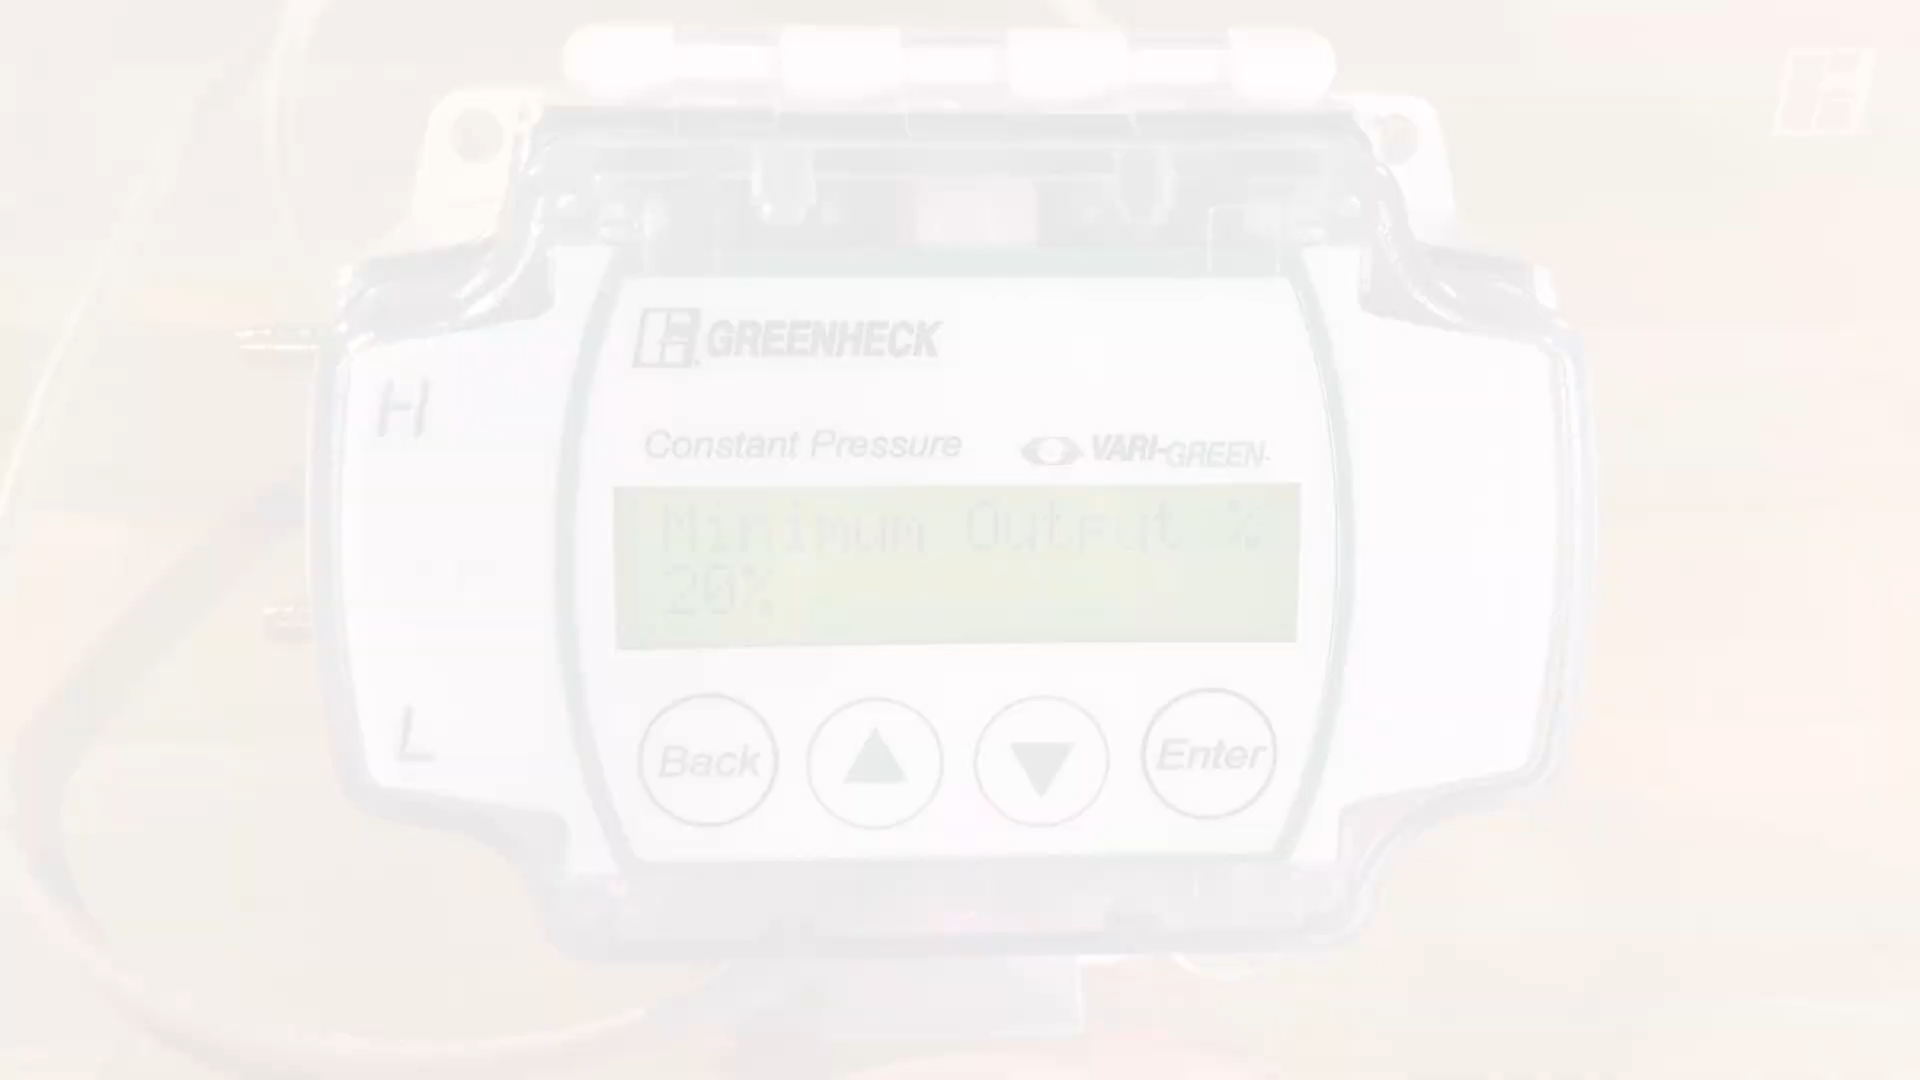 GREENHECK
Constant Pressure
VARI-GREEN
Minimum Output %
20%
H
L
Back
Enter